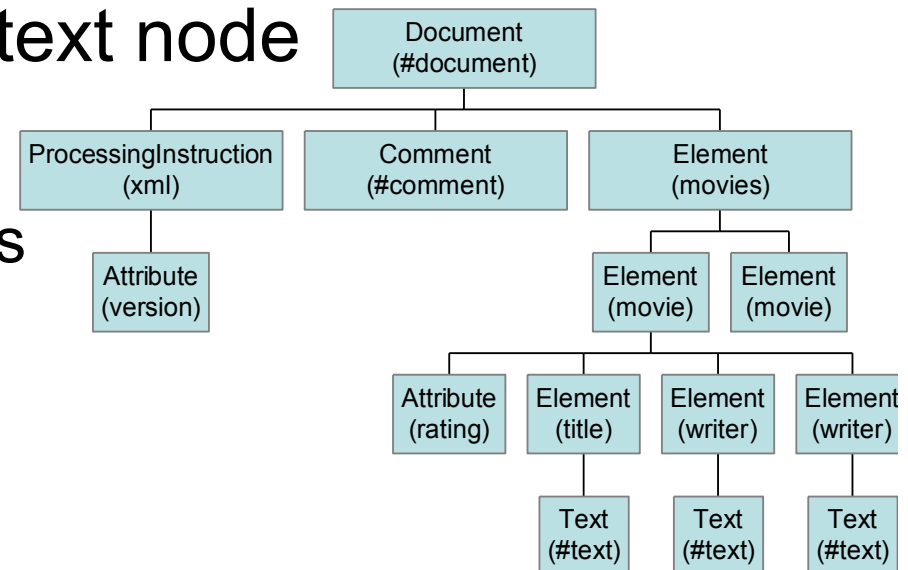 text node
Document
(#document)
ProcessingInstruction
(xml)
Comment
(#comment)
Element
(movies)
s
Attribute
(version)
Element
(movie)
Element
(movie)
Attribute
(rating)
Element
(title)
Element
(writer)
Element
(writer)
Text
(#text)
Text
(#text)
Text
(#text)